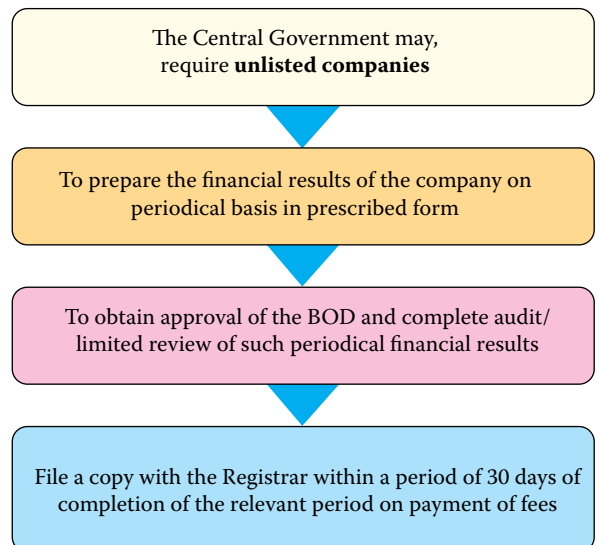 The Central Government may,
require unlisted companies
To prepare the financial results of the company on
periodical basis in prescribed form
To obtain approval of the BOD and complete audit/
limited review of such periodical financial results
File a copy with the Registrar within a period of 30 days of
completion of the relevant period on payment of fees